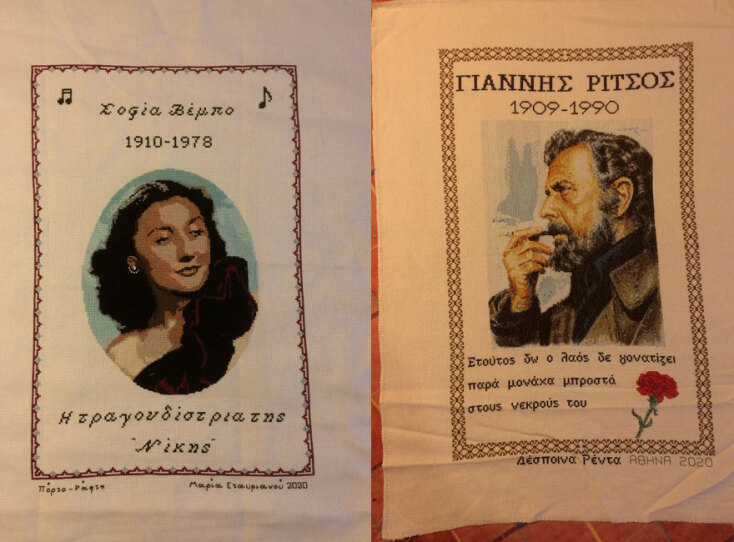 Σοφία Βέμπο
1910-1978
Η τραγουδίστρια της
"Νίκης"
Πόρτο-Ράφτη Μαρία Σταυριανού 2020
ΓΙΑΝΝΗΣ ΡΙΤΣΟΣ
1909-1990
Ετούτος δω ο λαός δε γονατίζει
παρά μονάχα μπροστά
στους νεκρούς του
Δέσποινα Ρέντα ΑΘΗΝΑ 2020